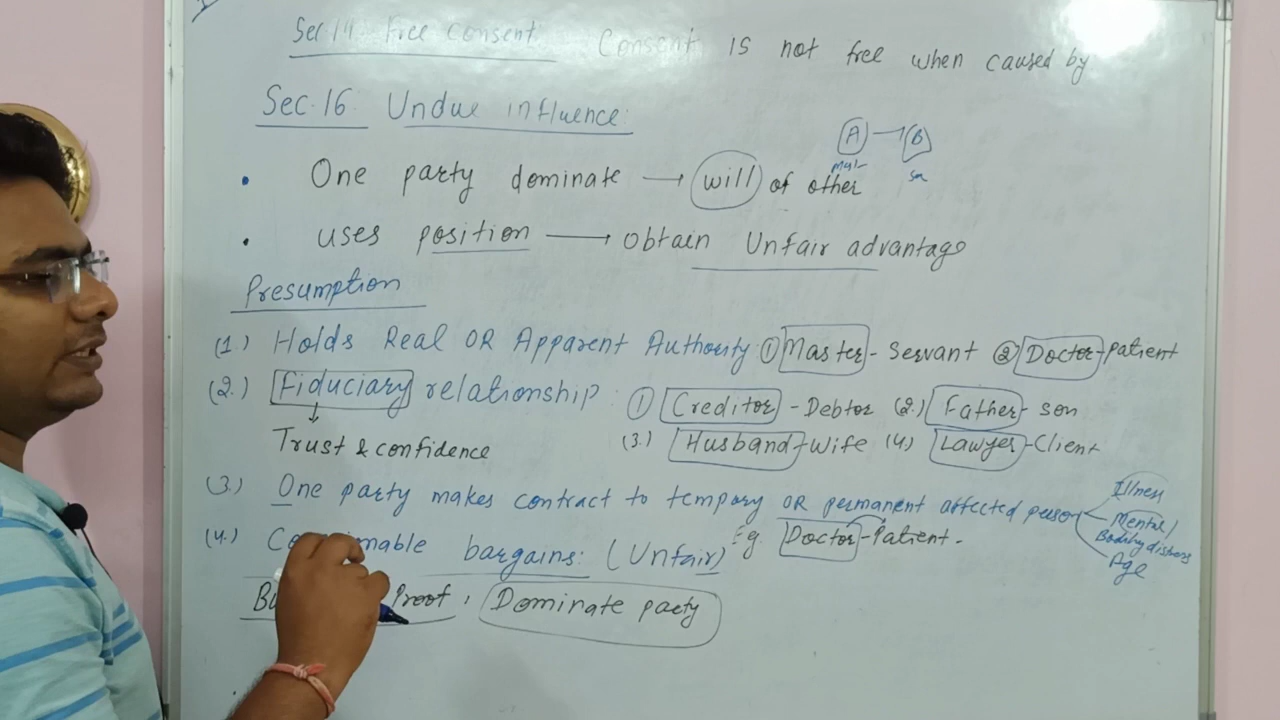 Sec.14 Free Consent Consent is not free when caused by
Sec.16 Undue influence:
A → B
• One party dominate → will of other
• uses position → obtain Unfair advantage
Presumption
(1.) Holds Real OR Apparent Authority ① Master - Servant ② Doctor - Patient
(2.) Fiduciary relationship : ① Creditor - Debtor (2.) Father - son
↓
Trust & confidence (3.) Husband - Wife (4) Lawyer - Client
(3.) One party makes contract to tempory OR permanent affected person
Illness
Mental/
Bodily distress
Age
(4.) bargains: (Unfair) Eg. Doctor - Patient.
Proof : Dominate party